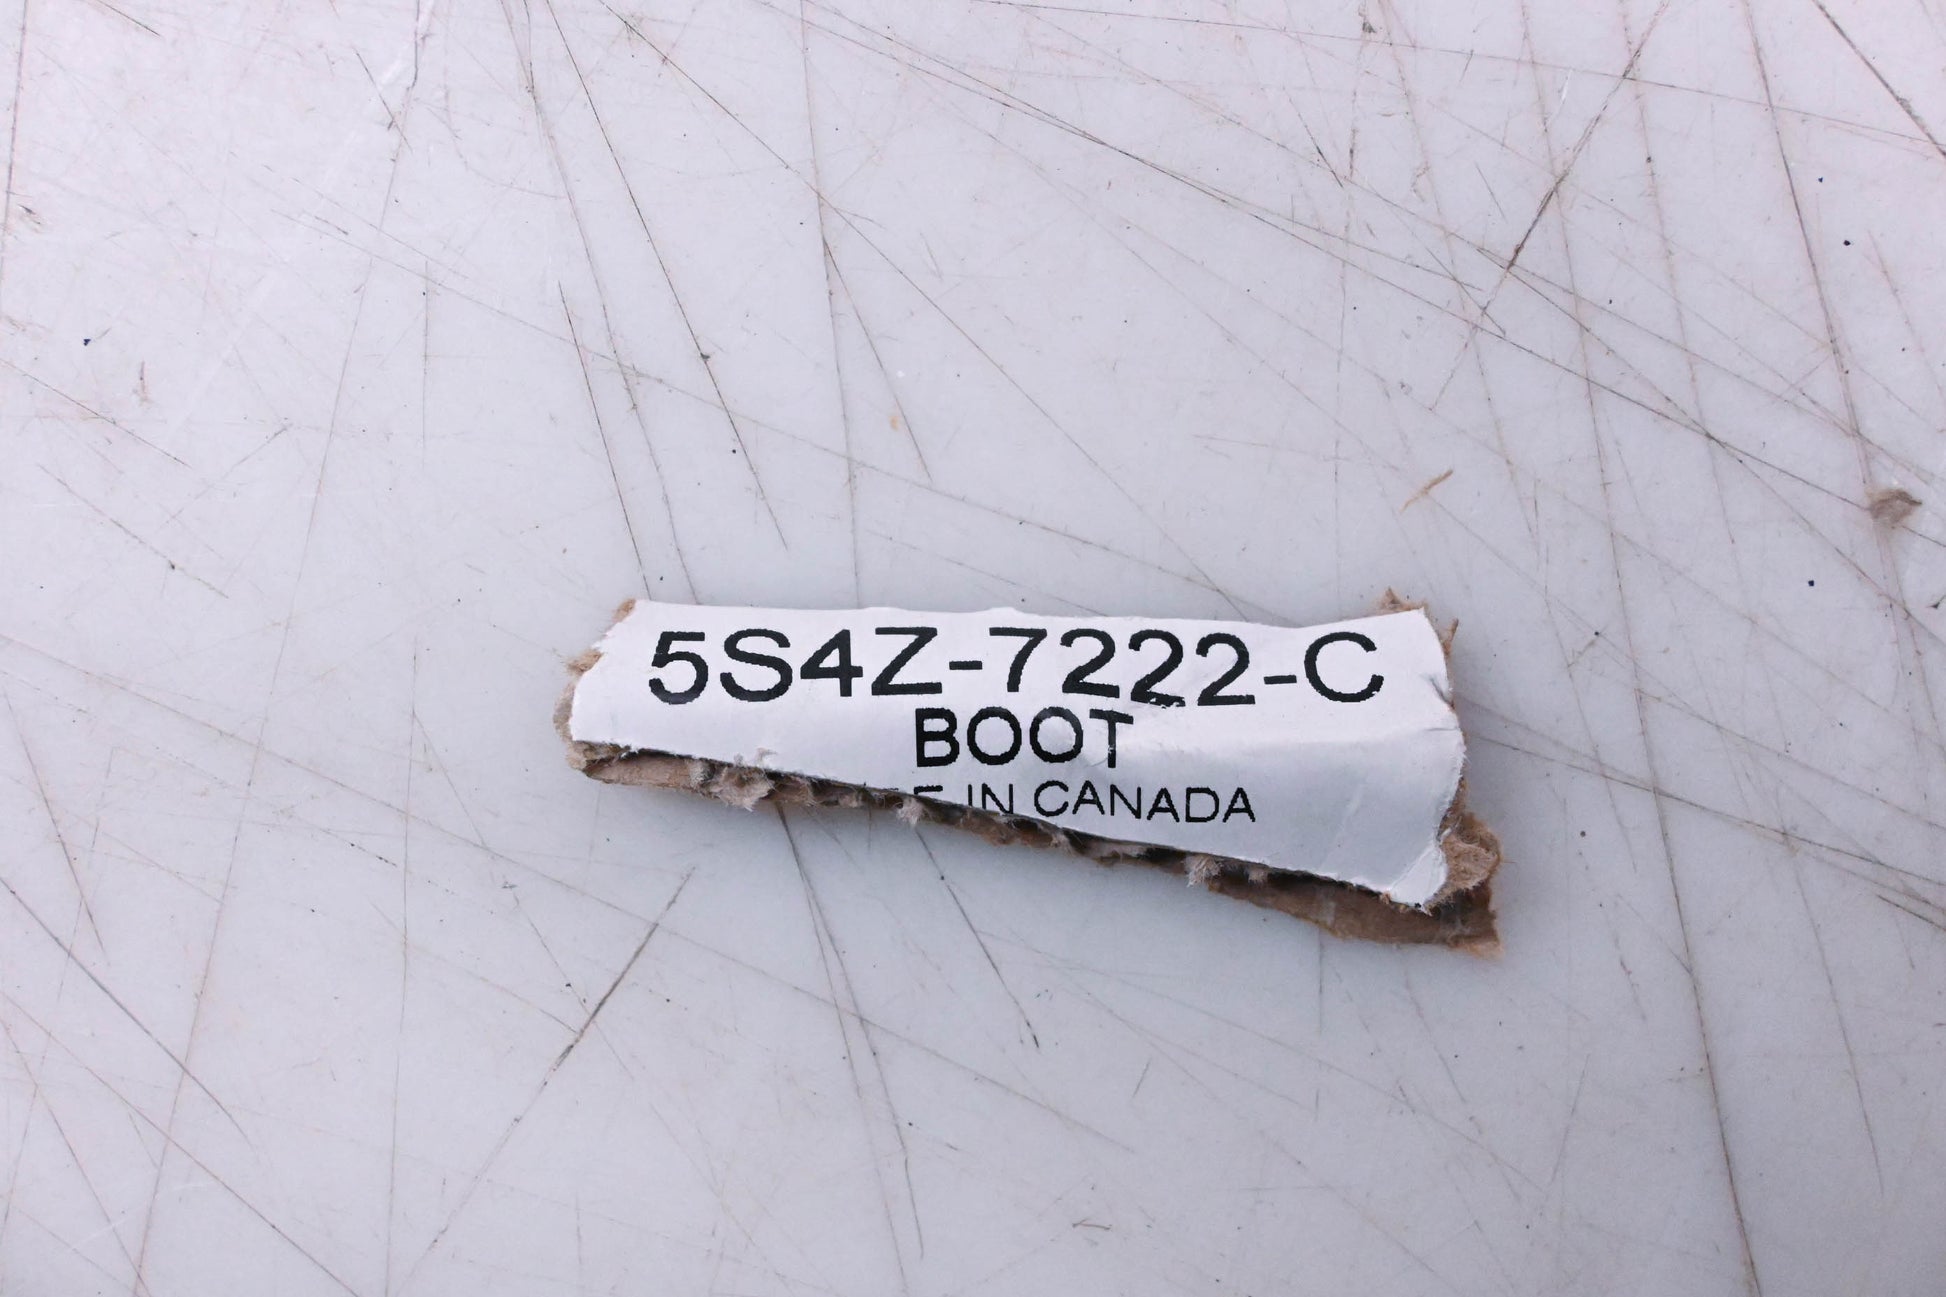 5S4Z-7222-C
BOOT
IN CANADA